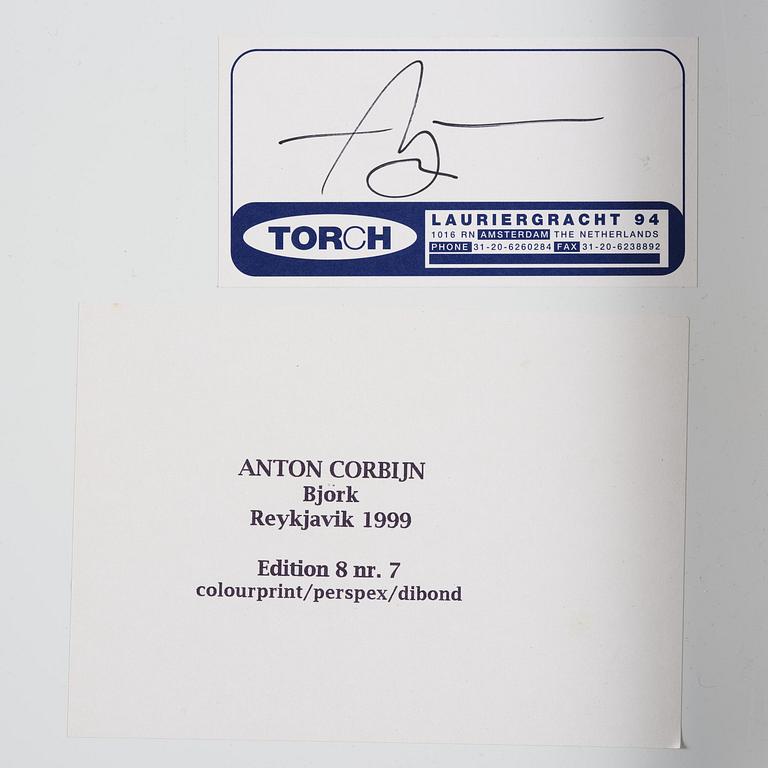 TORCH
LAURIERGRACHT 94
1016 RN AMSTERDAM THE NETHERLANDS
PHONE 31-20-6260284 FAX 31-20-6238892
ANTON CORBIJN
Bjork
Reykjavik 1999
Edition 8 nr. 7
colourprint/perspex/dibond